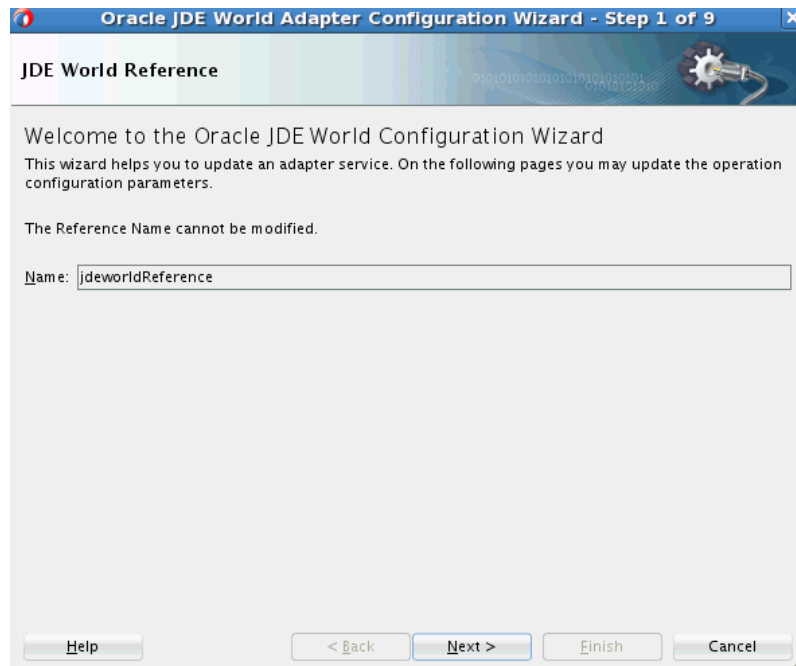 Oracle JDE World Adapter Configuration Wizard - Step 1 of 9
JDE World Reference
Welcome to the Oracle JDE World Configuration Wizard
This wizard helps you to update an adapter service. On the following pages you may update the operation
configuration parameters.
The Reference Name cannot be modified.
Name: jdeworldReference
Help < Back Next > Finish Cancel